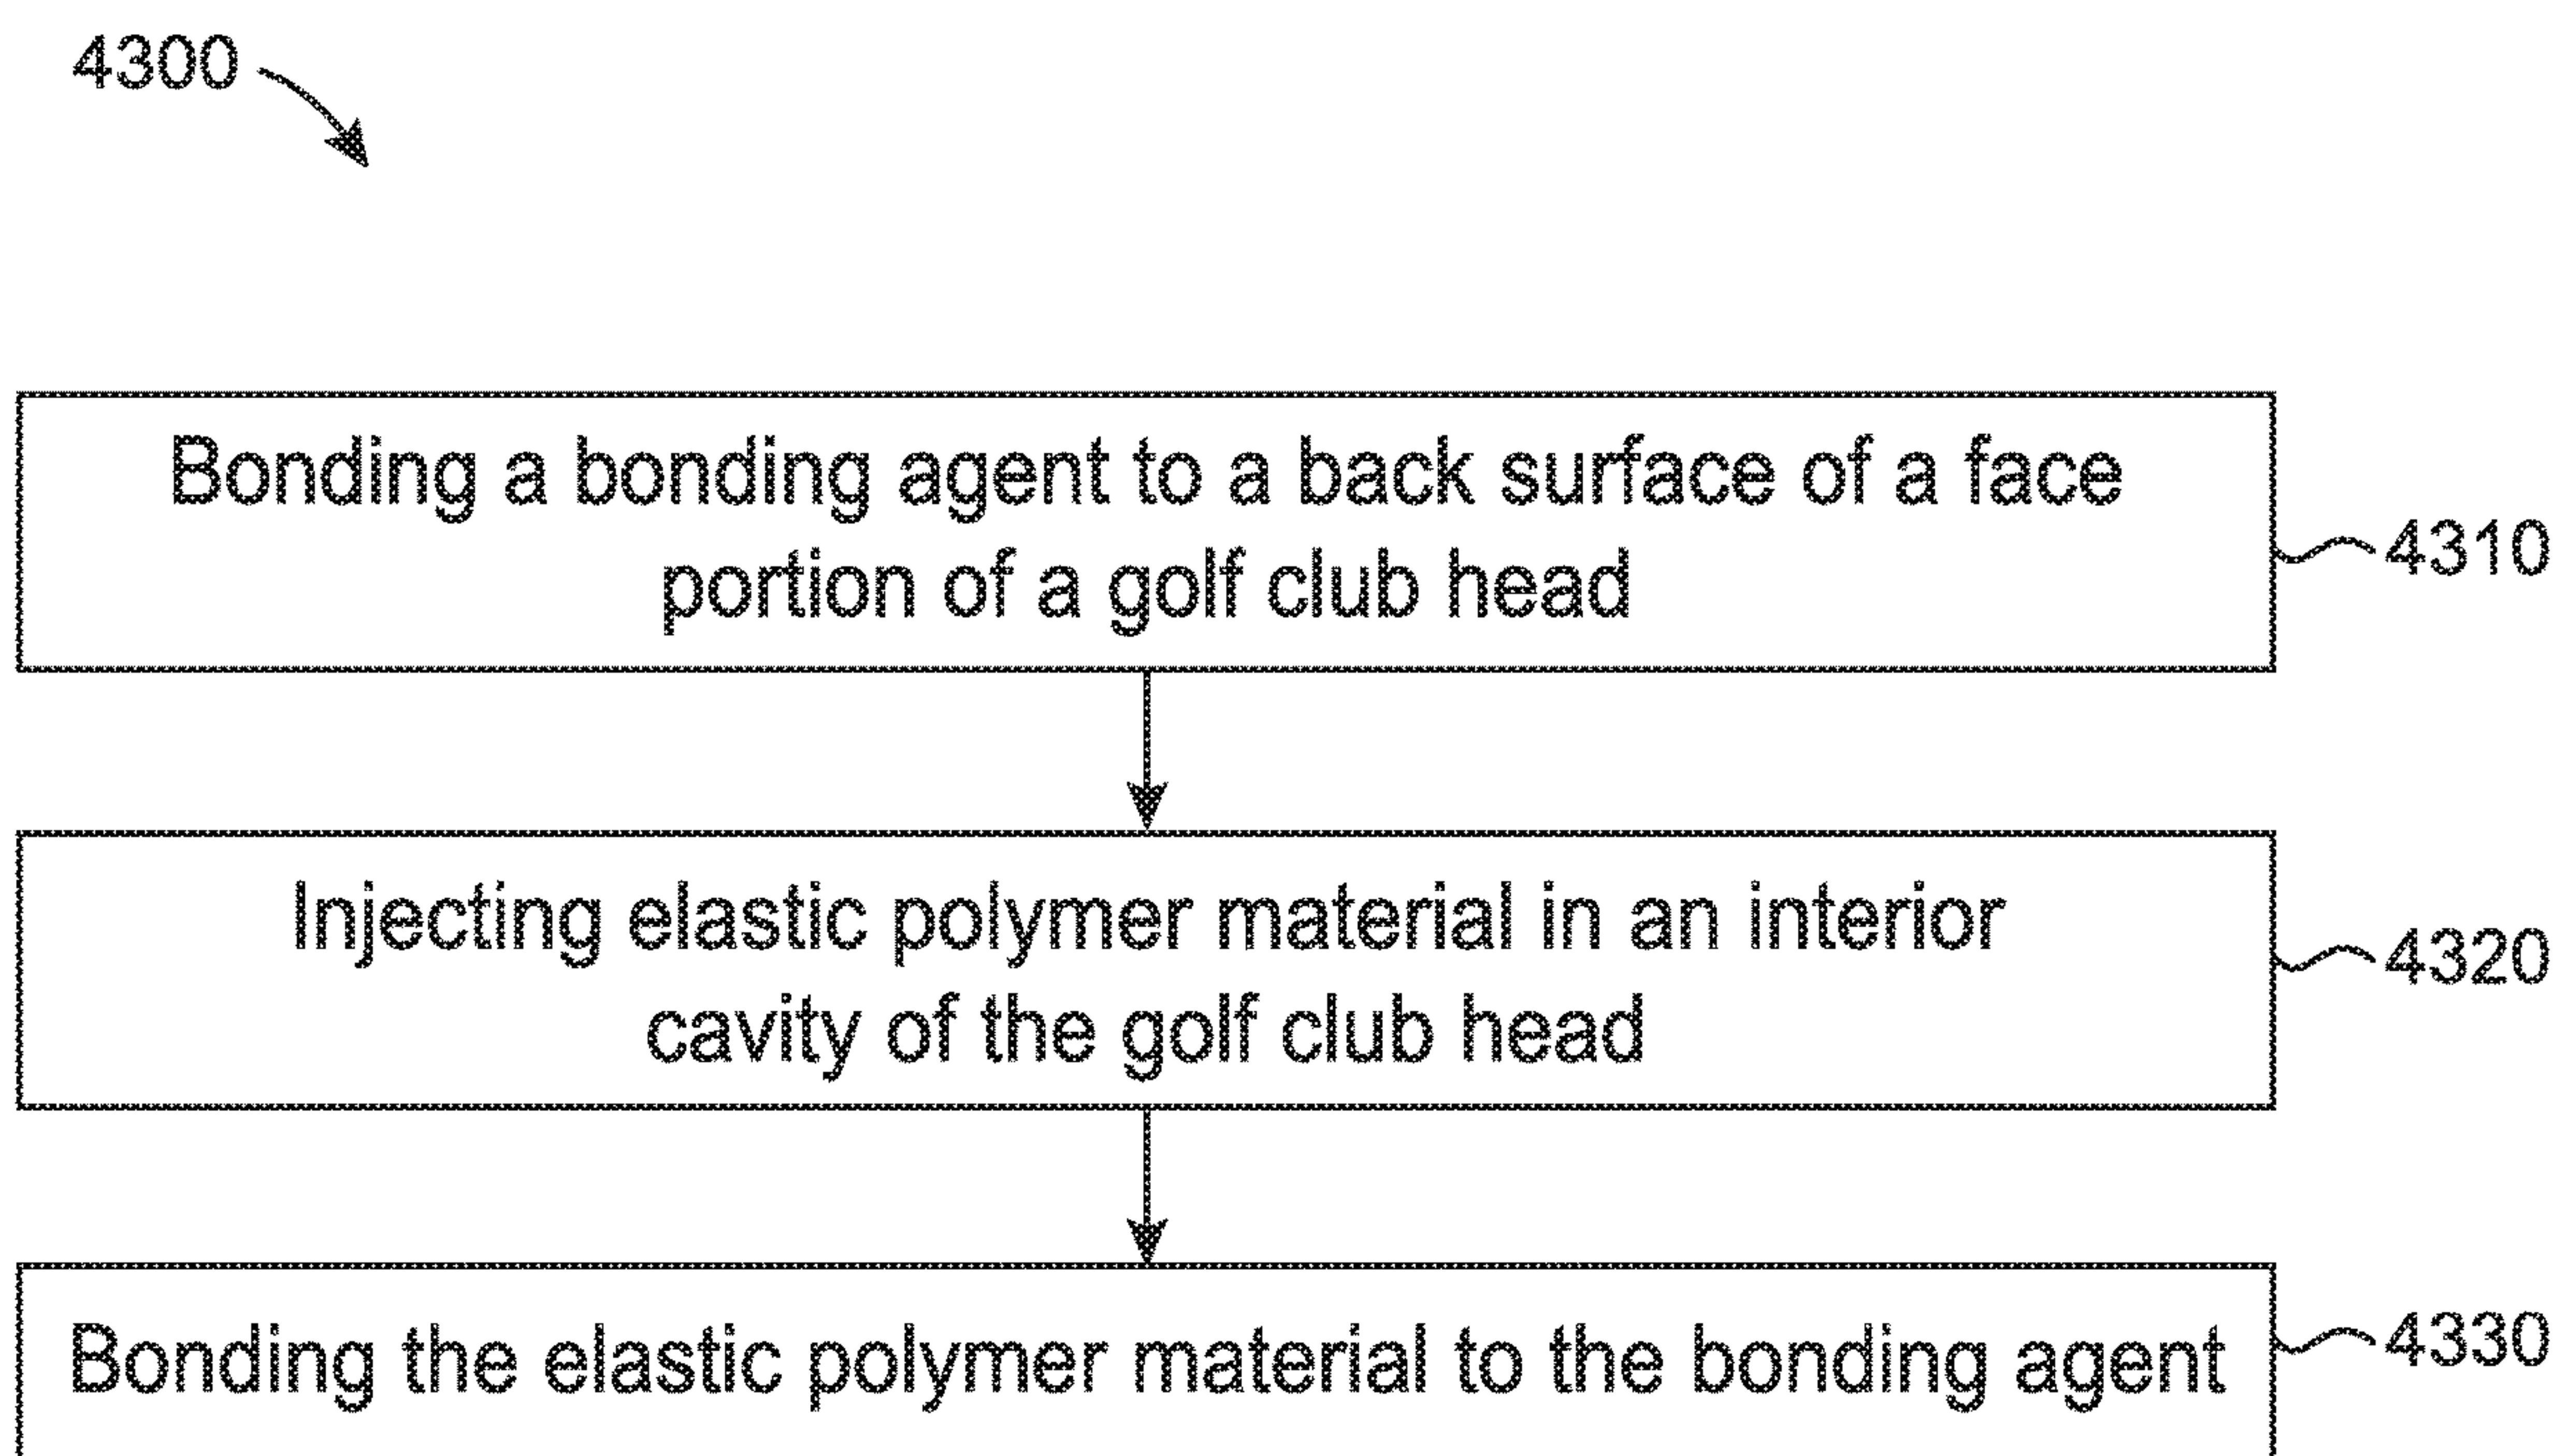 4300
Bonding a bonding agent to a back surface of a face
portion of a golf club head
4310
Injecting elastic polymer material in an interior
cavity of the golf club head
4320
Bonding the elastic polymer material to the bonding agent
4330